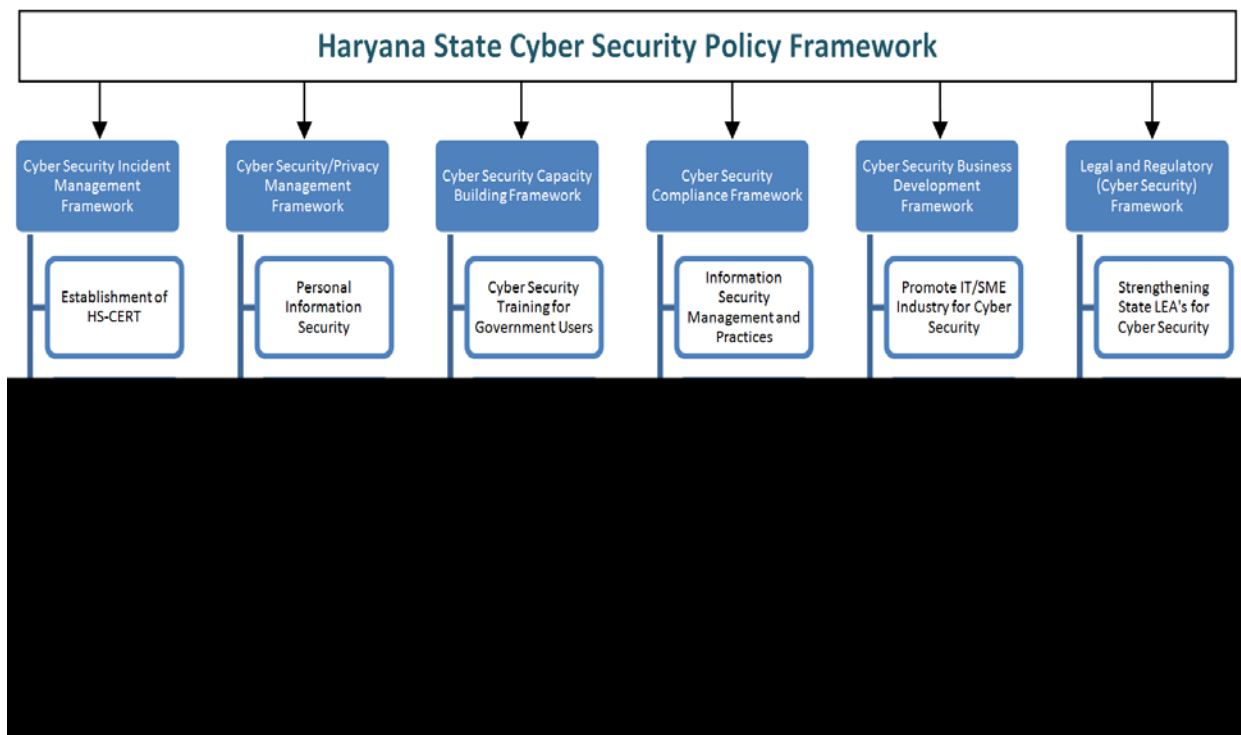 Haryana State Cyber Security Policy Framework
Cyber Security Incident
Management
Framework
Cyber Security/Privacy
Management
Framework
Cyber Security Capacity
Building Framework
Cyber Security
Compliance Framework
Cyber Security Business
Development
Framework
Legal and Regulatory
(Cyber Security)
Framework
Establishment of
HS-CERT
Personal
Information
Security
Cyber Security
Training for
Government Users
Information
Security
Management and
Practices
Promote IT/SME
Industry for Cyber
Security
Strengthening
State LEA's for
Cyber Security